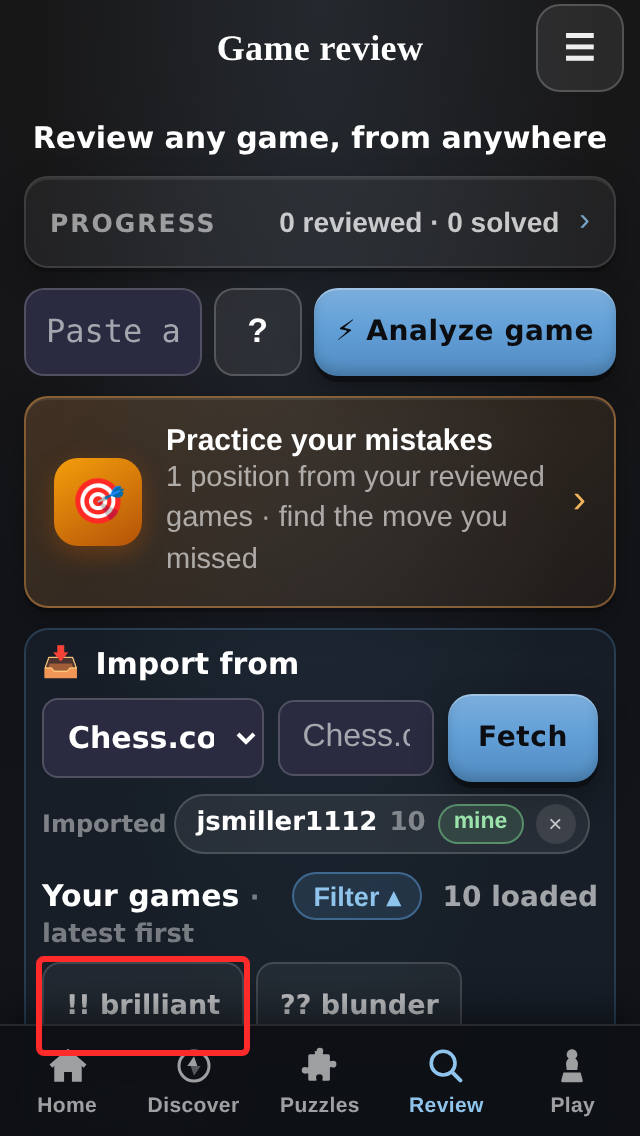 Game review
Review any game, from anywhere
PROGRESS 0 reviewed · 0 solved ›
Paste a ? ⚡ Analyze game
Practice your mistakes
1 position from your reviewed
games · find the move you
missed
Import from
Chess.co Chess.c Fetch
Imported jsmiller1112 10 mine ×
Your games · Filter ▴ 10 loaded
latest first
!! brilliant ?? blunder
Home Discover Puzzles Review Play